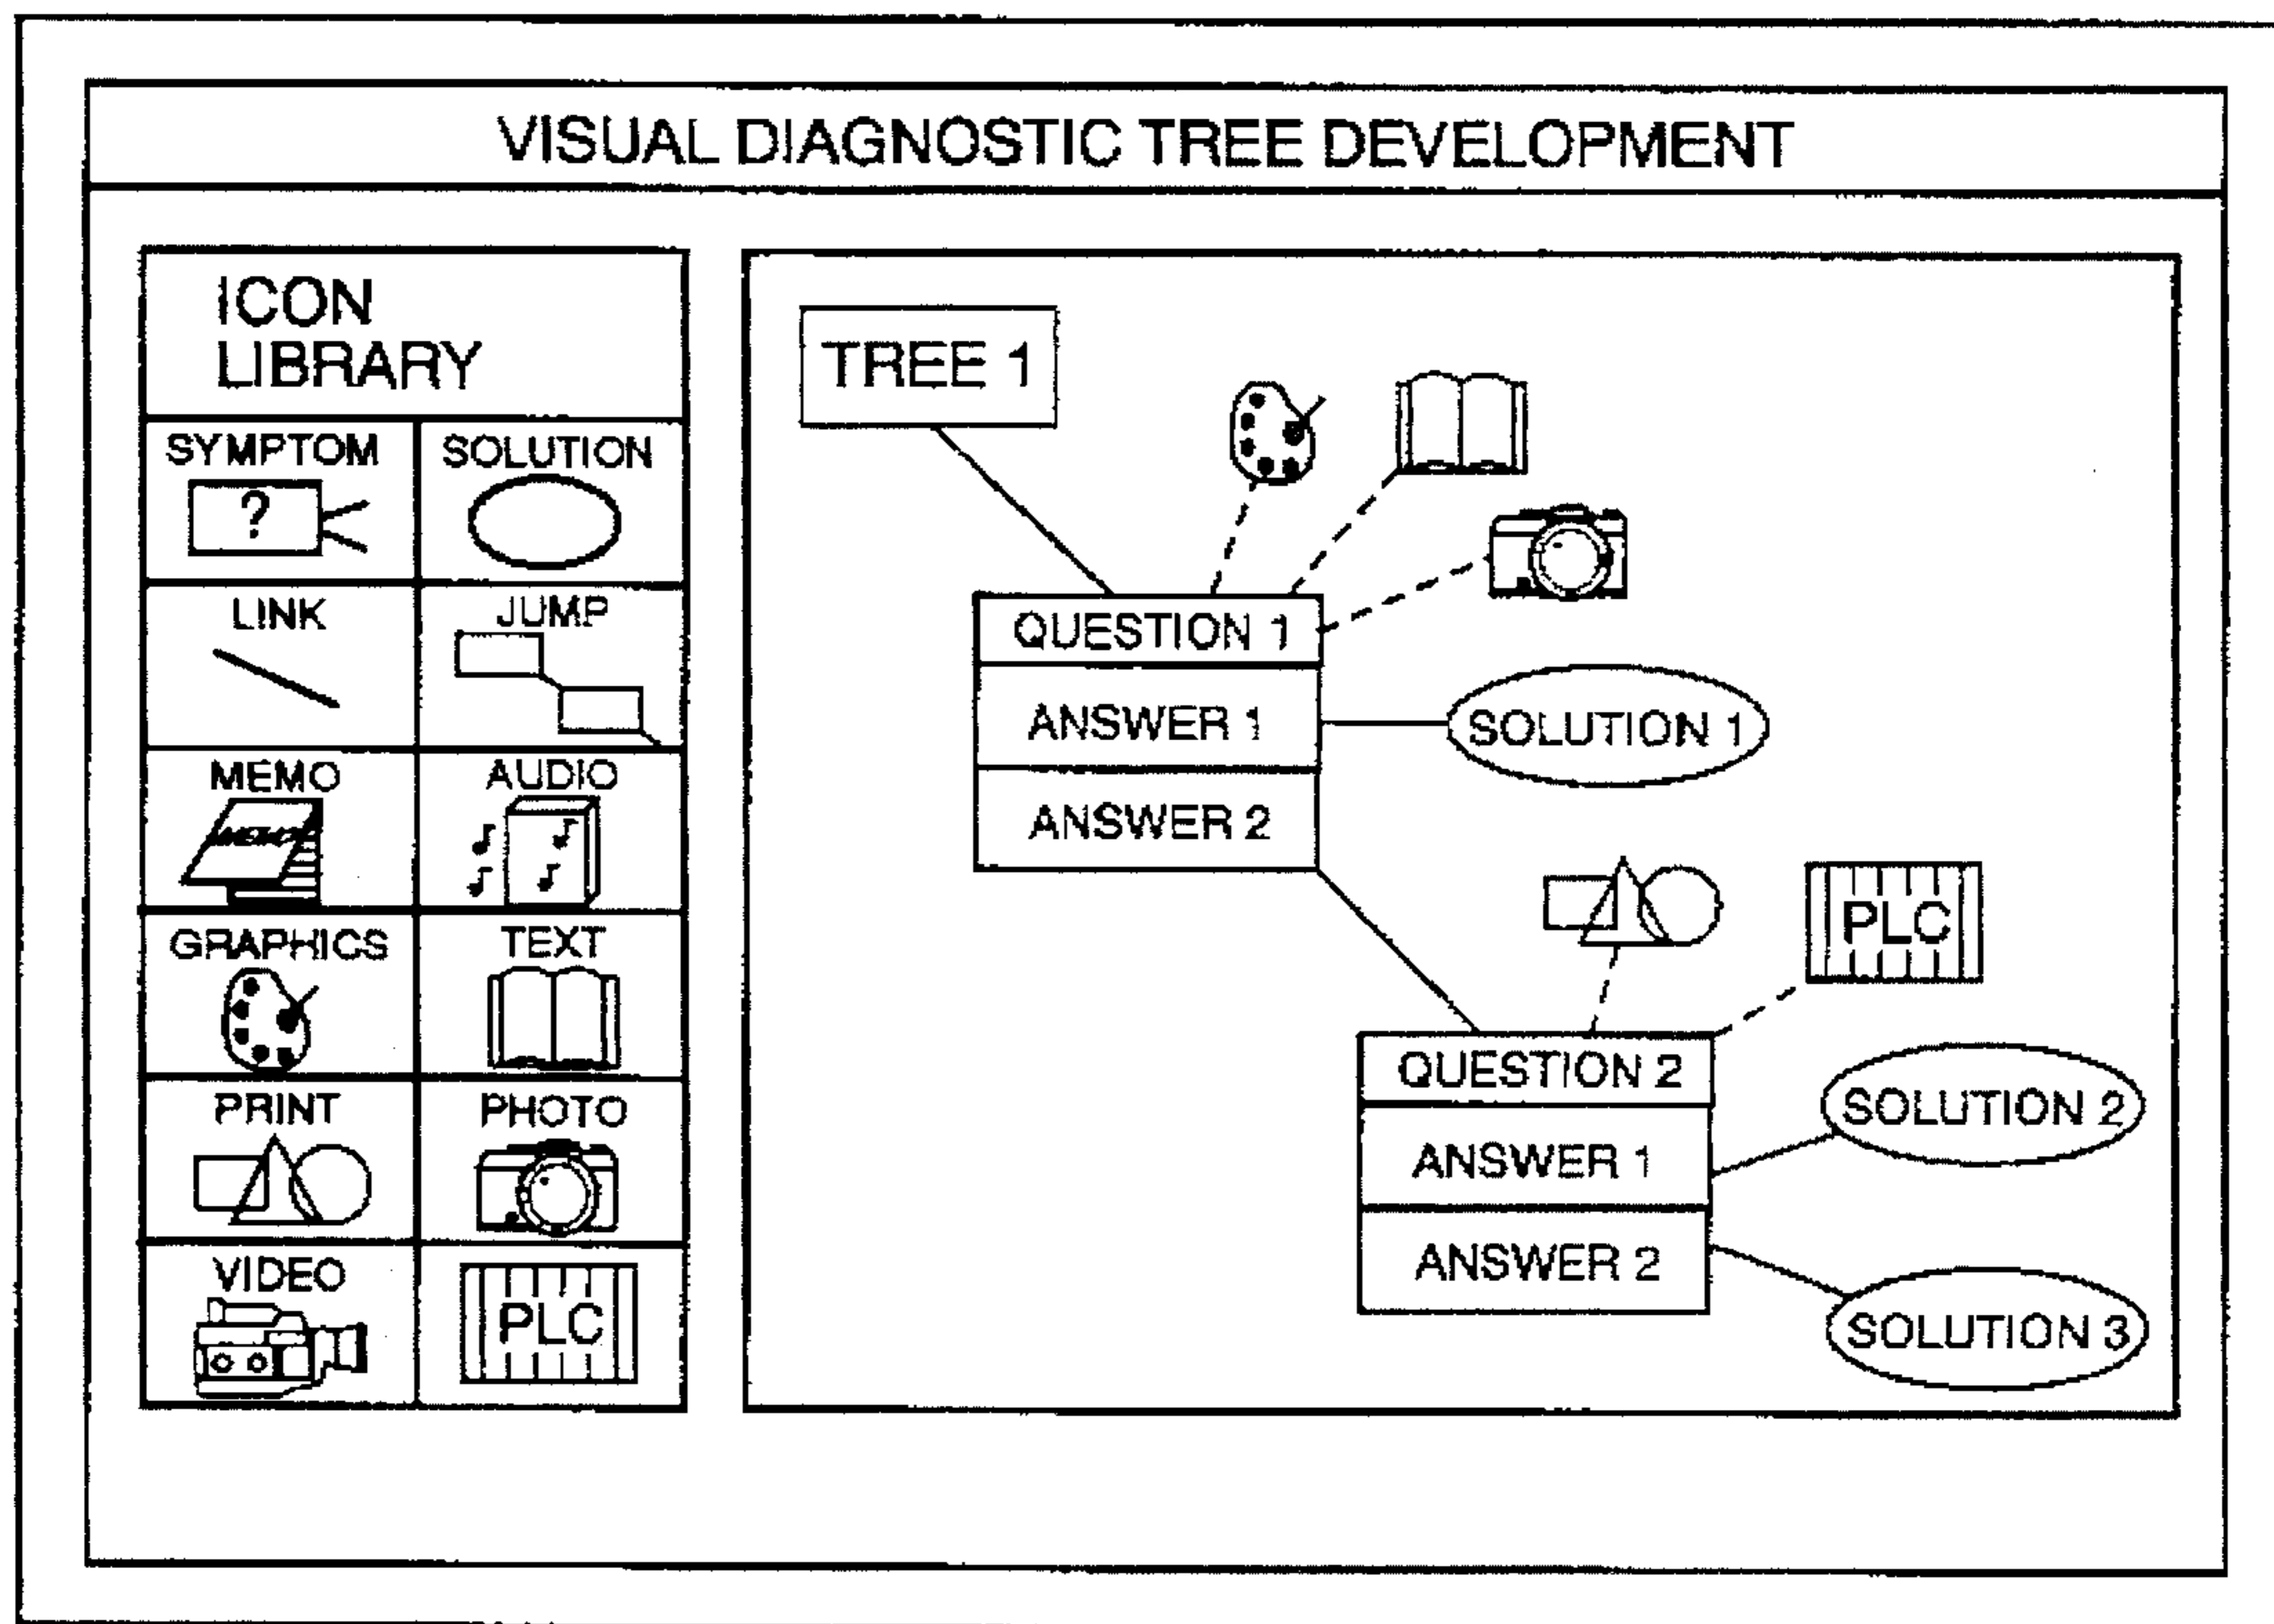 VISUAL DIAGNOSTIC TREE DEVELOPMENT
ICON
LIBRARY
SYMPTOM
SOLUTION
?
LINK
JUMP
MEMO
AUDIO
MEMO
GRAPHICS
TEXT
PRINT
PHOTO
VIDEO
PLC
TREE 1
QUESTION 1
ANSWER 1
SOLUTION 1
ANSWER 2
PLC
QUESTION 2
SOLUTION 2
ANSWER 1
ANSWER 2
SOLUTION 3